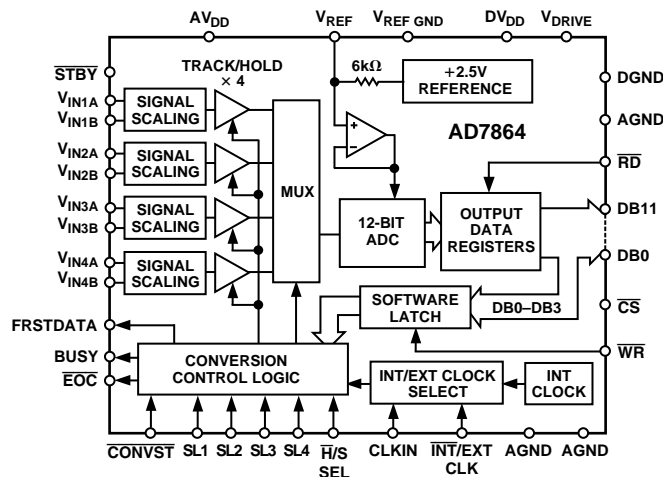 AVDD
VREF
VREF GND
DVDD
VDRIVE
STBY
TRACK/HOLD
× 4
6kΩ
+2.5V
REFERENCE
DGND
VIN1A
VIN1B
SIGNAL
SCALING
AD7864
AGND
VIN2A
VIN2B
SIGNAL
SCALING
MUX
RD
VIN3A
VIN3B
SIGNAL
SCALING
12-BIT
ADC
OUTPUT
DATA
REGISTERS
DB11
DB0
VIN4A
VIN4B
SIGNAL
SCALING
SOFTWARE
LATCH
DB0–DB3
CS
FRSTDATA
BUSY
EOC
CONVERSION
CONTROL LOGIC
WR
INT/EXT CLOCK
SELECT
INT
CLOCK
CONVST
SL1
SL2
SL3
SL4
H/S
SEL
CLKIN
INT/EXT
CLK
AGND
AGND